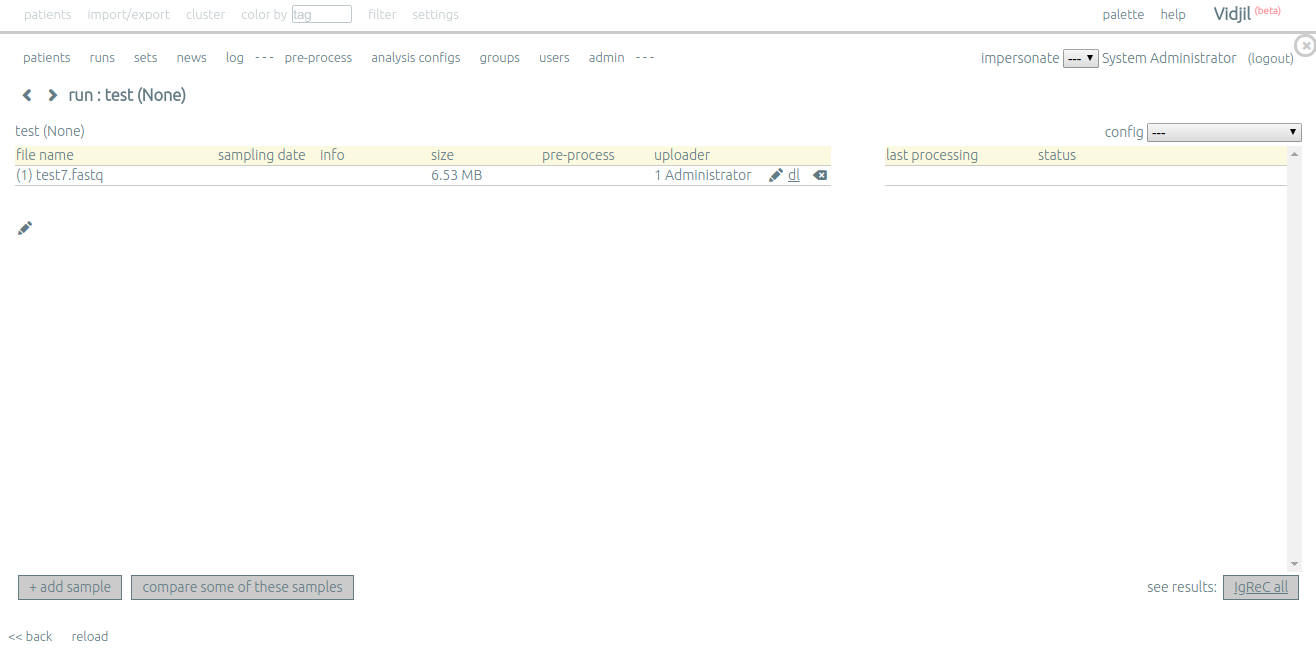 patients import/export cluster color by tag filter settings palette help Vidjil (beta)
patients runs sets news log --- pre-process analysis configs groups users admin --- impersonate --- System Administrator (logout)
run : test (None)
test (None) config ---
file name sampling date info size pre-process uploader last processing status
(1) test7.fastq 6.53 MB 1 Administrator dl
+ add sample compare some of these samples see results: IgReC all
<< back reload